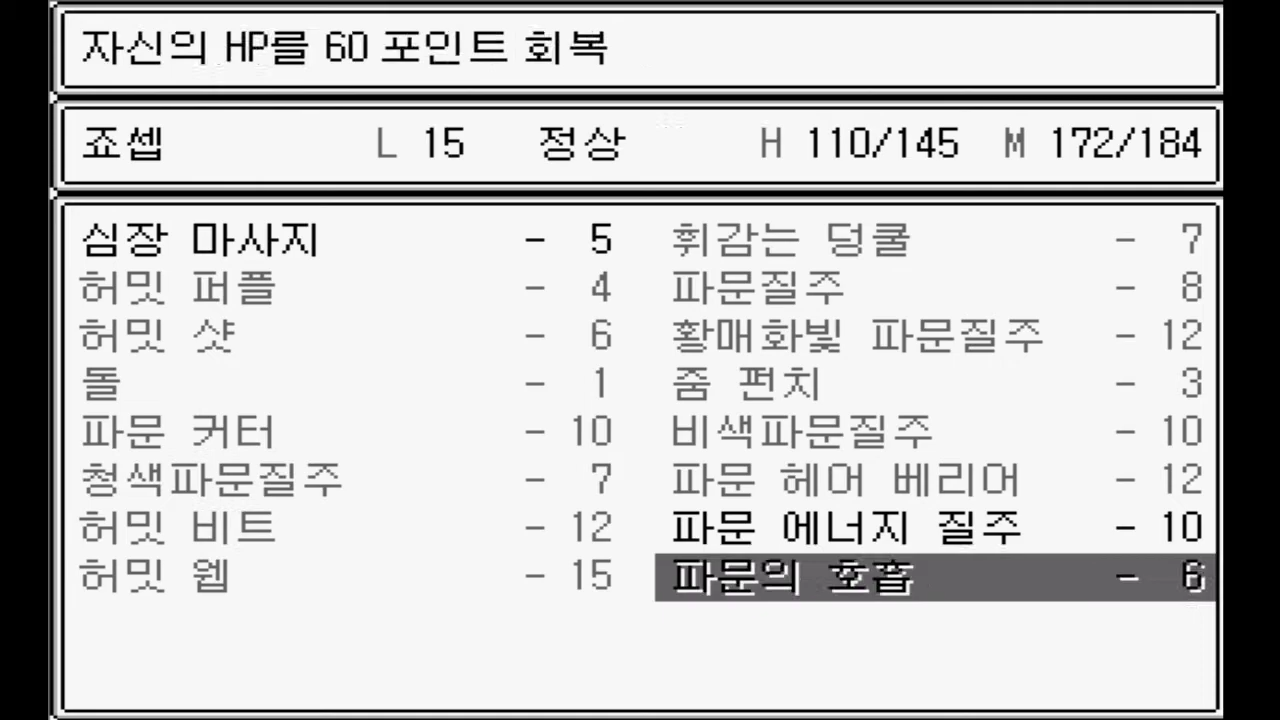 자신의 HP를 60 포인트 회복
죠셉 L 15 정상 H 110/145 M 172/184
심장 마사지 - 5 휘감는 덩쿨 - 7
허밋 퍼플 - 4 파문질주 - 8
허밋 샷 - 6 황매화빛 파문질주 - 12
돌 - 1 줌 펀치 - 3
파문 커터 - 10 비색파문질주 - 10
청색파문질주 - 7 파문 헤어 베리어 - 12
허밋 비트 - 12 파문 에너지 질주 - 10
허밋 웹 - 15 파문의 호흡 - 6